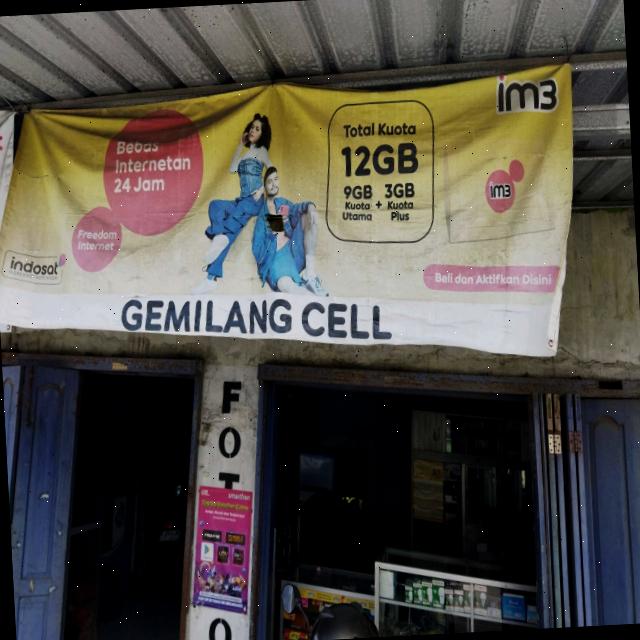 im3
Bebas
Internetan
24 Jam
Freedom
Internet
indosat
Total Kuota
12GB
9GB 3GB
Kuota + Kuota
Utama Plus
im3
Beli dan Aktifkan Disini
GEMILANG CELL
F
O
T
O
smartfren